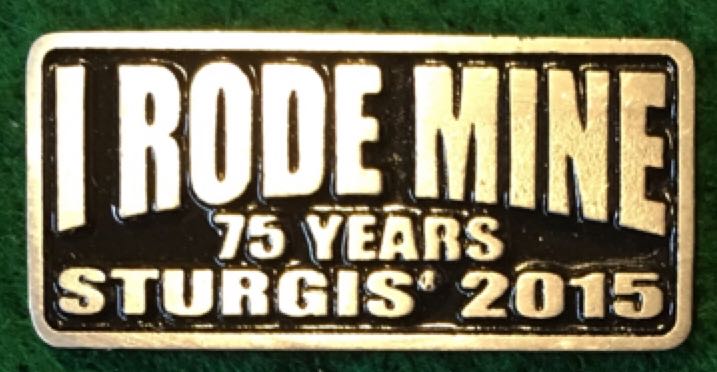 I RODE MINE
75 YEARS
STURGIS® 2015